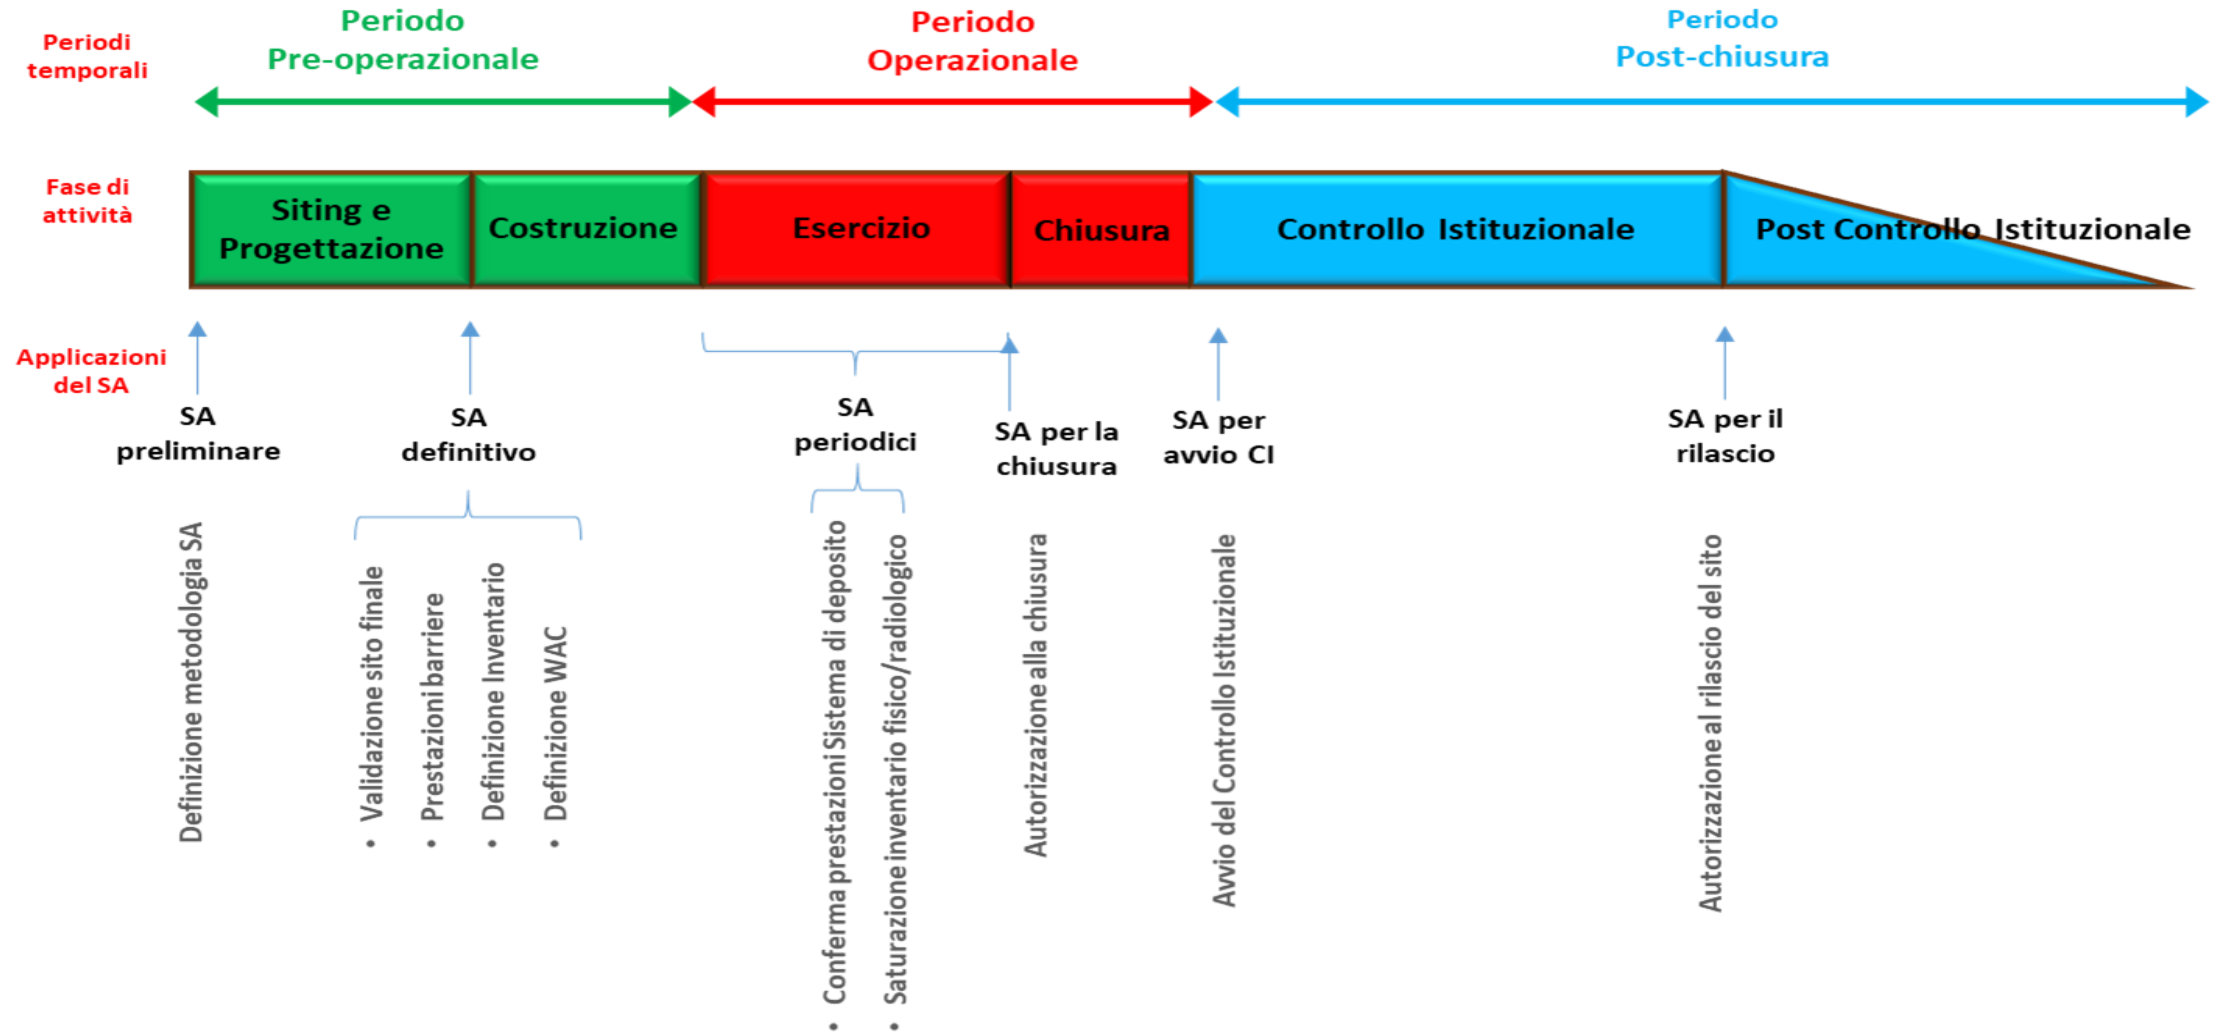 Periodi
temporali
Periodo
Pre-operazionale
Periodo
Operazionale
Periodo
Post-chiusura
Fase di
attività
Siting e
Progettazione
Costruzione
Esercizio
Chiusura
Controllo Istituzionale
Post Controllo Istituzionale
Applicazioni
del SA
SA
preliminare
SA
definitivo
SA
periodici
SA per la
chiusura
SA per
avvio CI
SA per il
rilascio
Definizione metodologia SA
• Validazione sito finale
• Prestazioni barriere
• Definizione Inventario
• Definizione WAC
• Conferma prestazioni Sistema di deposito
• Saturazione inventario fisico/radiologico
Autorizzazione alla chiusura
Avvio del Controllo Istituzionale
Autorizzazione al rilascio del sito